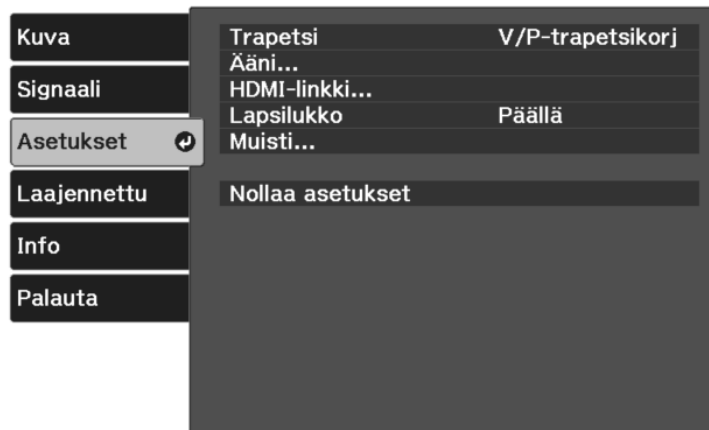 Kuva
Signaali
Asetukset
Laajennettu
Info
Palauta
Trapetsi V/P-trapetsikorj
Ääni...
HDMI-linkki...
Lapsilukko Päällä
Muisti...
Nollaa asetukset